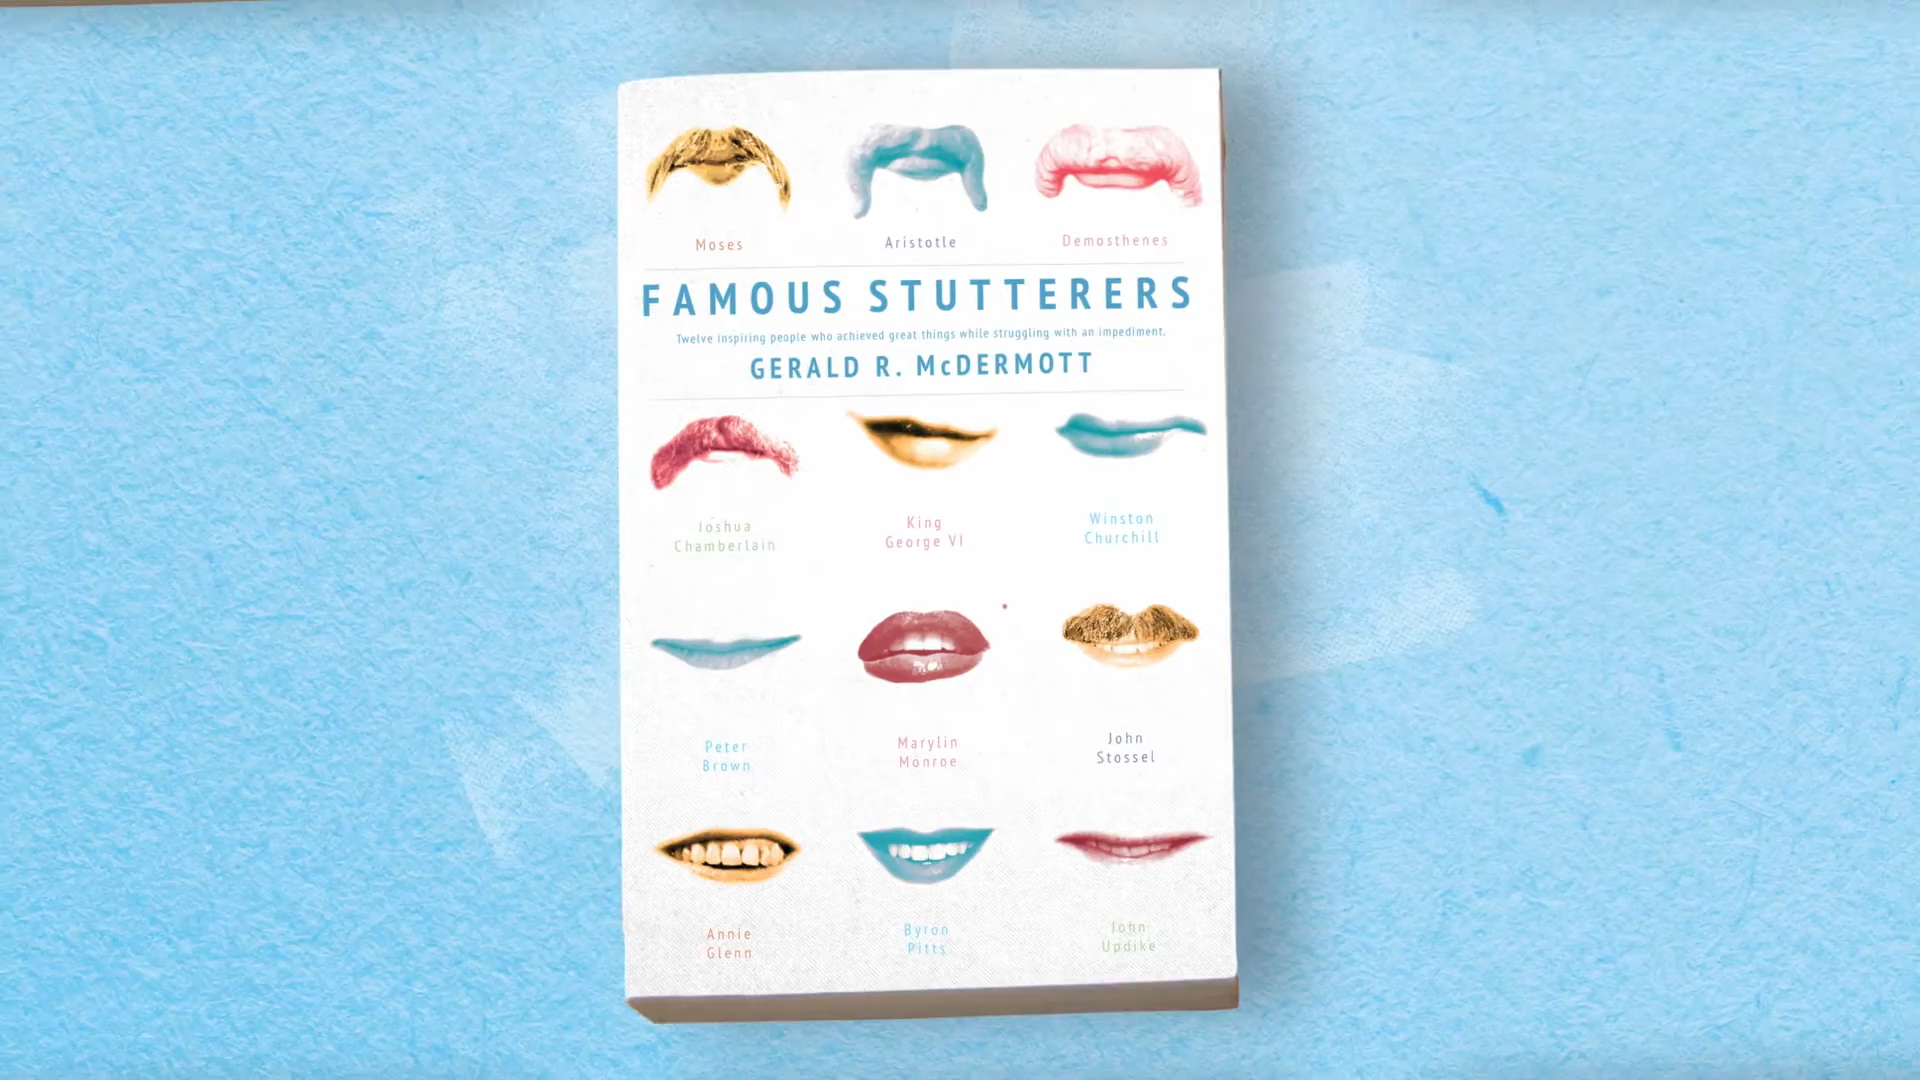 Moses
Aristotle
Demosthenes
FAMOUS STUTTERERS
Twelve inspiring people who achieved great things while struggling with an impediment.
GERALD R. McDERMOTT
Joshua
Chamberlain
King
George VI
Winston
Churchill
Peter
Brown
Marylin
Monroe
John
Stossel
Annie
Glenn
Byron
Pitts
John
Updike